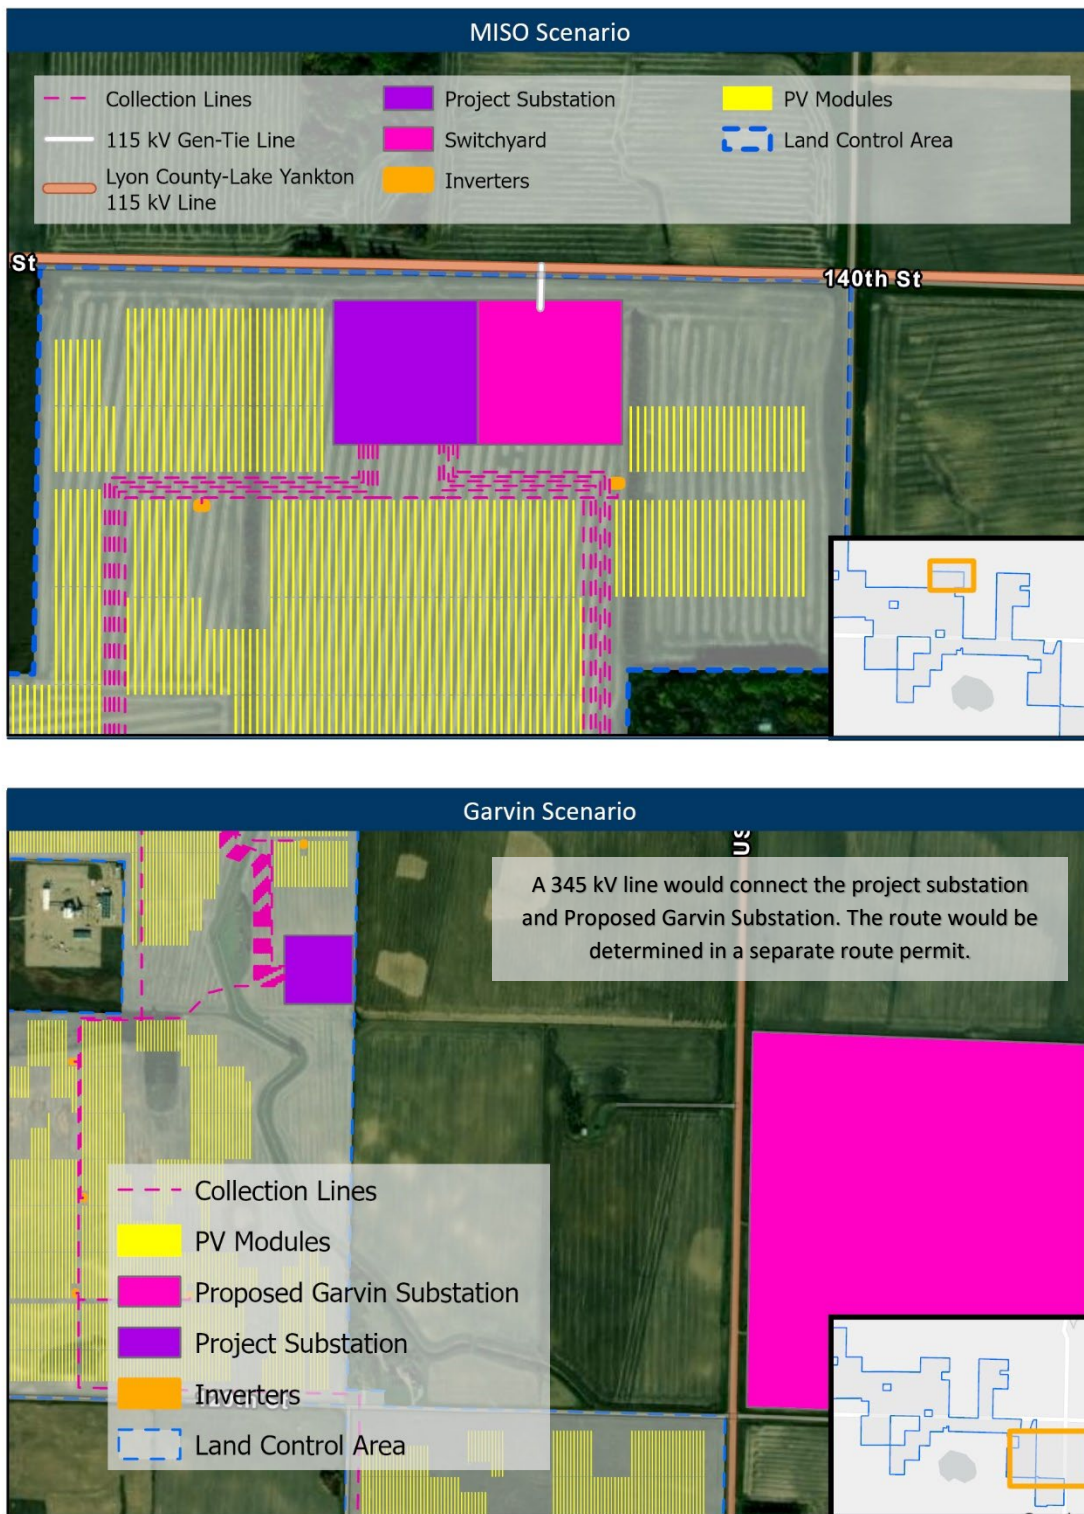 MISO Scenario
Collection Lines
115 kV Gen-Tie Line
Lyon County-Lake Yankton
115 kV Line
Project Substation
Switchyard
Inverters
PV Modules
Land Control Area
St
140th St
Garvin Scenario
US
A 345 kV line would connect the project substation
and Proposed Garvin Substation. The route would be
determined in a separate route permit.
Collection Lines
PV Modules
Proposed Garvin Substation
Project Substation
Inverters
Land Control Area